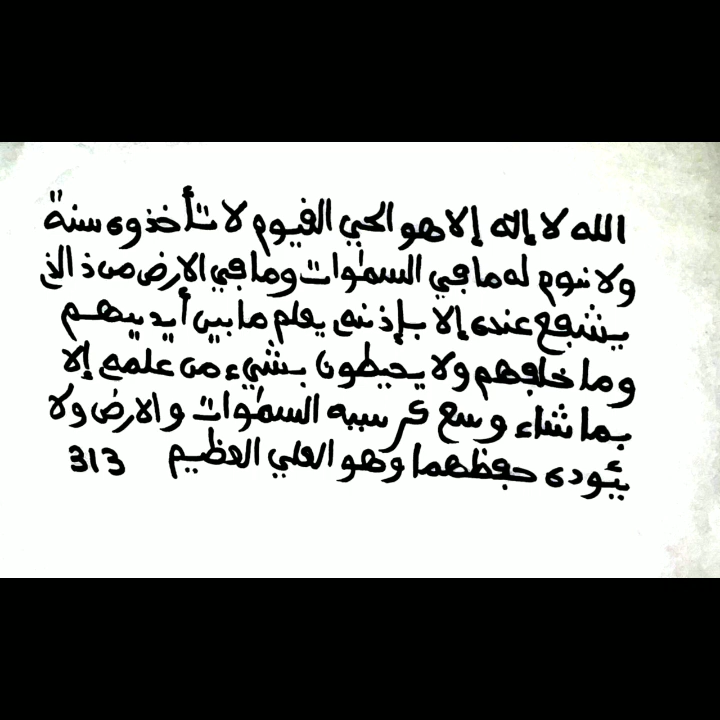 الله لا إله إلا هو الحي القيوم لا تأخذوه سنة
ولا نوم له ما في السموات وما في الارض من ذ الذي
يشفع عنده إلا بإذنه يعلم ما بين أيديهم
وما خلفهم ولا يحيطون بشيء من علمه إلا
بما شاء وسع كرسيه السموات والارض ولا
يئوده حفظهما وهو العلي العظيم 313